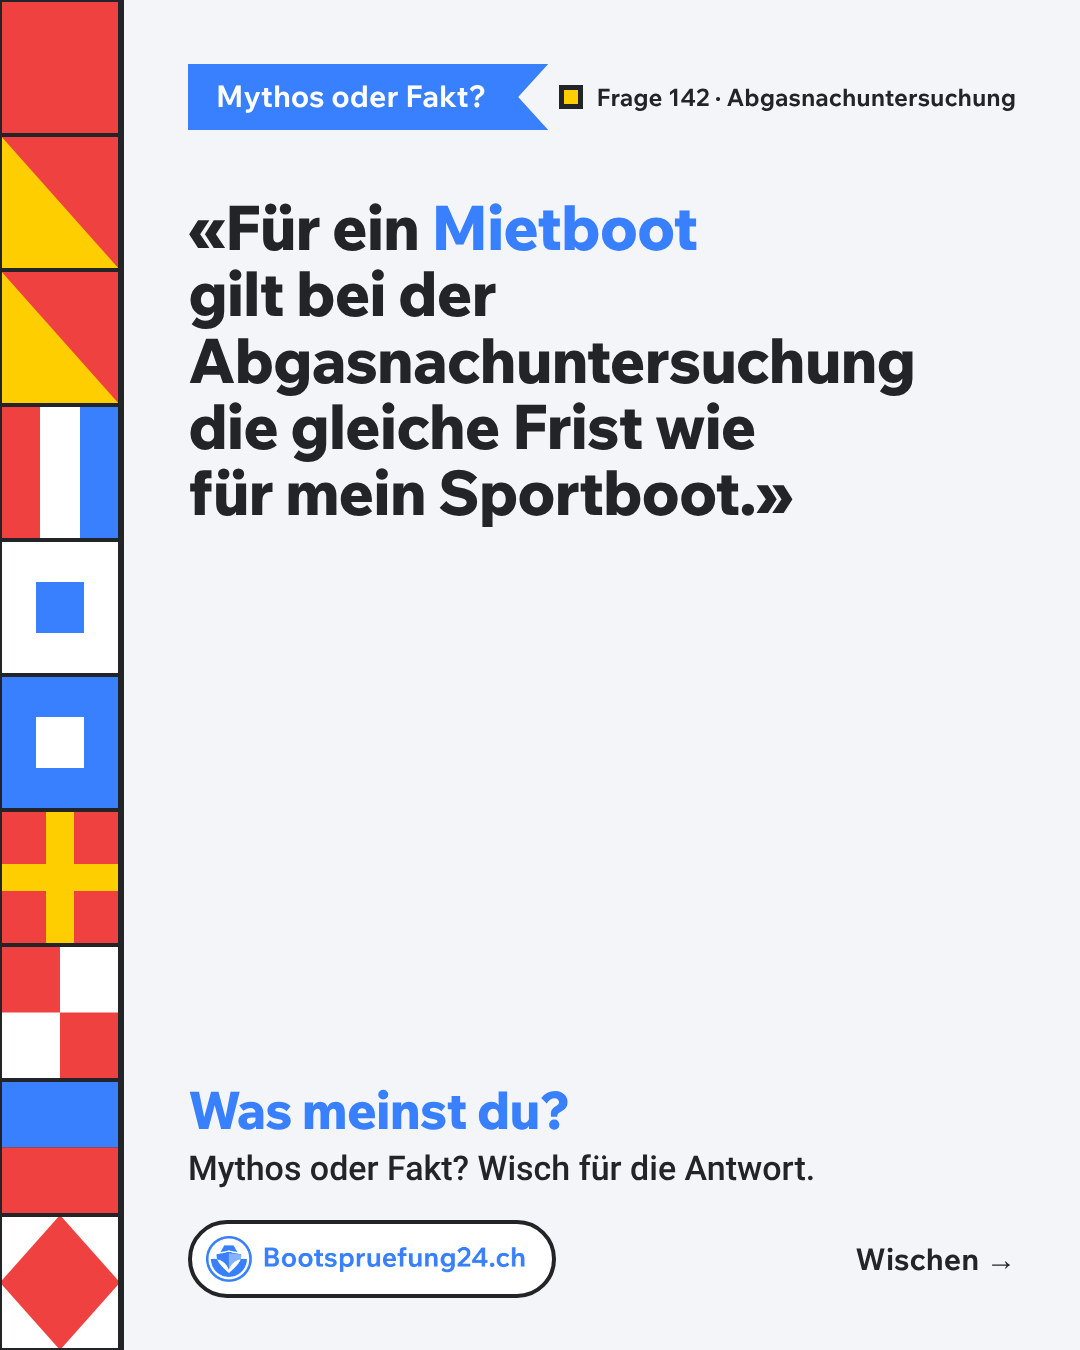 Mythos oder Fakt?
Frage 142 · Abgasnachuntersuchung
«Für ein Mietboot
gilt bei der
Abgasnachuntersuchung
die gleiche Frist wie
für mein Sportboot.»
Was meinst du?
Mythos oder Fakt? Wisch für die Antwort.
Bootspruefung24.ch
Wischen →